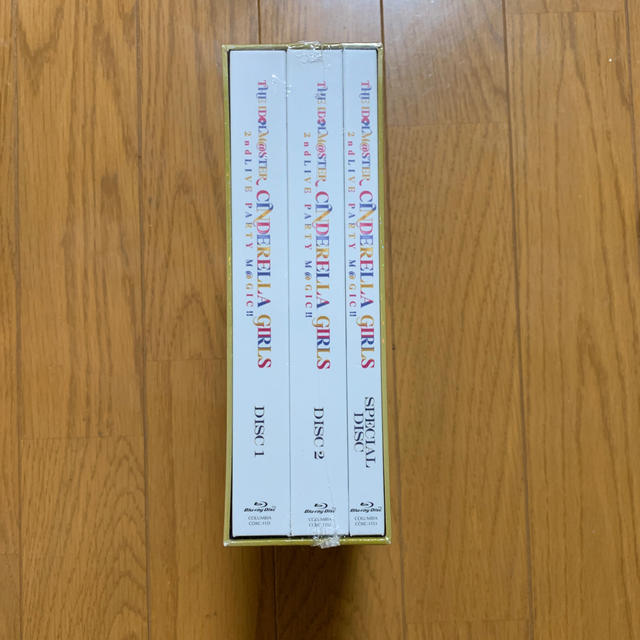 THE IDOLM@STER CINDERELLA GIRLS
2ndLIVE PARTY M@GIC!!
DISC 1
Blu-ray Disc
COLUMBIA
THE IDOLM@STER CINDERELLA GIRLS
2ndLIVE PARTY M@GIC!!
DISC 2
Blu-ray Disc
COLUMBIA
THE IDOLM@STER CINDERELLA GIRLS
2ndLIVE PARTY M@GIC!!
SPECIAL
DISC
Blu-ray Disc
COLUMBIA